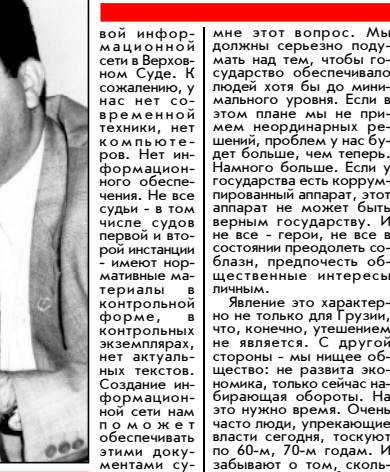 вой инфор-
мационной
сети в Верхов-
ном Суде. К
сожалению, у
нас нет со-
временной
техники, нет
компьюте-
ров. Нет ин-
формацион-
ного обеспе-
чения. Не все
судьи - в том
числе судов
первой и вто-
рой инстанции
- имеют нор-
мативные ма-
териалы в
контрольной
форме, в
контрольных
экземплярах,
нет актуаль-
ных текстов.
Создание ин-
формацион-
ной сети нам
поможет
обеспечивать
этими доку-
ментами су-
мне этот вопрос. Мы
должны серьезно поду-
мать над тем, чтобы го-
сударство обеспечивало
людей хотя бы до мини-
мального уровня. Если в
этом плане мы не при-
мем неординарных ре-
шений, проблем у нас бу-
дет больше, чем теперь.
Намного больше. Если у
государства есть коррум-
пированный аппарат, этот
аппарат не может быть
верным государству. И
не все - герои, не все в
состоянии преодолеть со-
блазн, предпочесть об-
щественные интересы
личным.
Явление это характер-
но не только для Грузии,
что, конечно, утешением
не является. С другой
стороны - мы нищее об-
щество: не развита эко-
номика, только сейчас на-
бирающая обороты. На
это нужно время. Очень
часто люди, упрекающие
власти сегодня, тоскуют
по 60-м, 70-м годам. И
забывают о том, сколь-